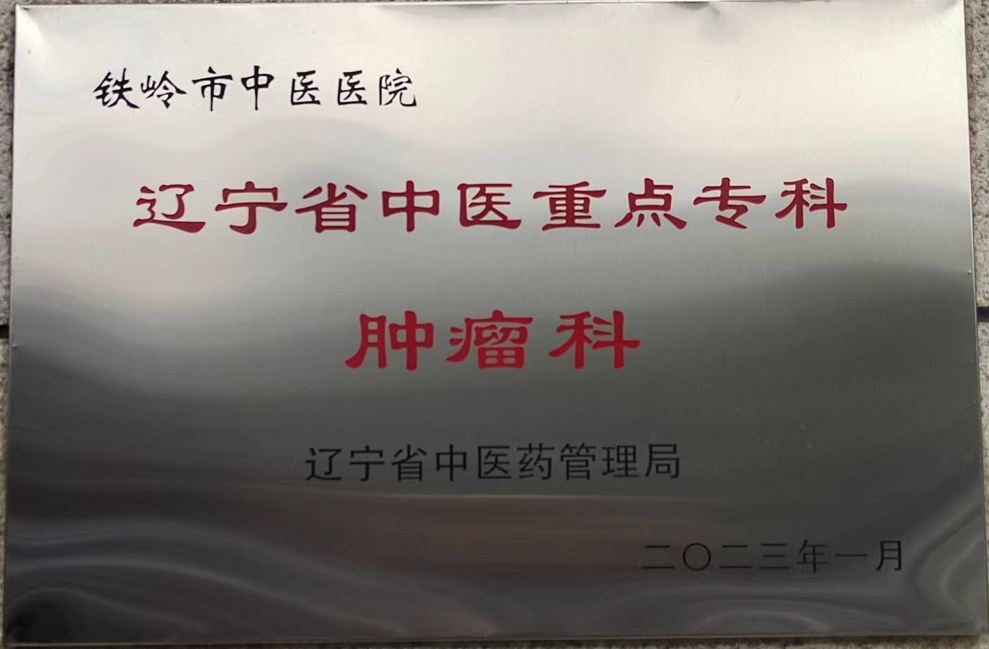 铁岭市中医医院
辽宁省中医重点专科
肿瘤科
辽宁省中医药管理局
二〇二三年一月